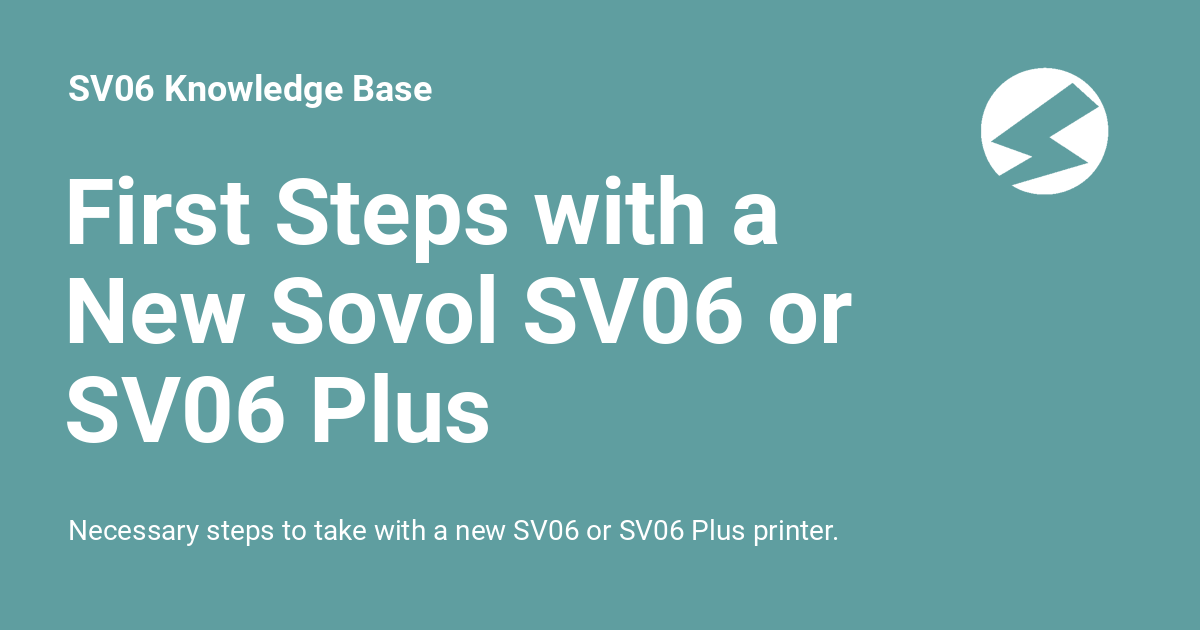 SV06 Knowledge Base
First Steps with a
New Sovol SV06 or
SV06 Plus
Necessary steps to take with a new SV06 or SV06 Plus printer.